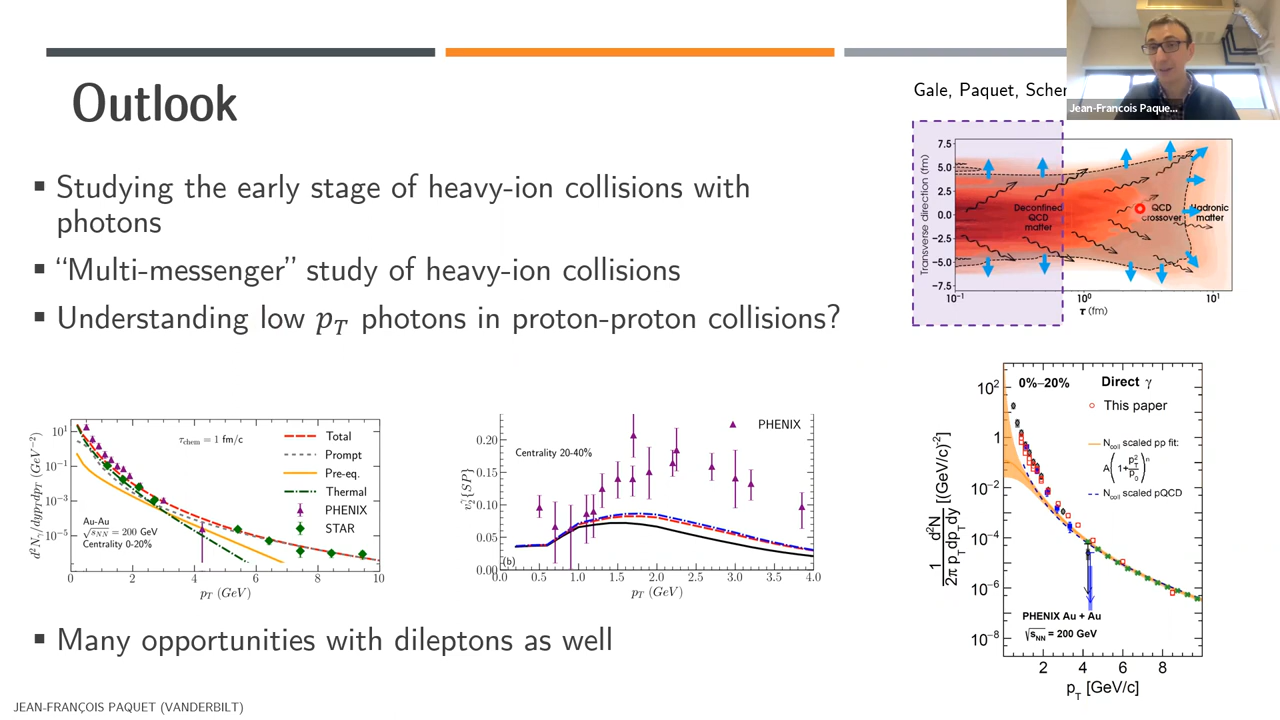 Outlook
Studying the early stage of heavy-ion collisions with
photons
“Multi-messenger” study of heavy-ion collisions
Understanding low p_T photons in proton-proton collisions?
Gale, Paquet, Scher
Jean-Francois Paque...
Transverse direction (fm)
7.5
5.0
2.5
0.0
−2.5
−5.0
−7.5
Deconfined
QCD
matter
QCD
crossover
Hadronic
matter
10⁻¹ 10⁰ 10¹
τ (fm)
d²Nγ/dyp_Tdp_T (GeV⁻²)
10¹
10⁻¹
10⁻³
10⁻⁵
τ_chem = 1 fm/c
Total
Prompt
Pre-eq.
Thermal
PHENIX
STAR
Au-Au
√s_NN = 200 GeV
Centrality 0-20%
0 2 4 6 8 10
p_T (GeV)
0.20
0.15
0.10
0.05
0.00
Centrality 20-40%
PHENIX
(b)
0.5 1.0 1.5 2.0 2.5 3.0 3.5 4.0
p_T (GeV)
0%−20% Direct γ
This paper
N_coll scaled pp fit:
A(1+p_T²/p_0)ⁿ
N_coll scaled pQCD
1/2π d²N/p_T dp_T dy [(GeV/c)⁻²]
10²
1
10⁻²
10⁻⁴
10⁻⁶
10⁻⁸
PHENIX Au + Au
√s_NN = 200 GeV
2 4 6 8
p_T [GeV/c]
Many opportunities with dileptons as well
JEAN-FRANÇOIS PAQUET (VANDERBILT)